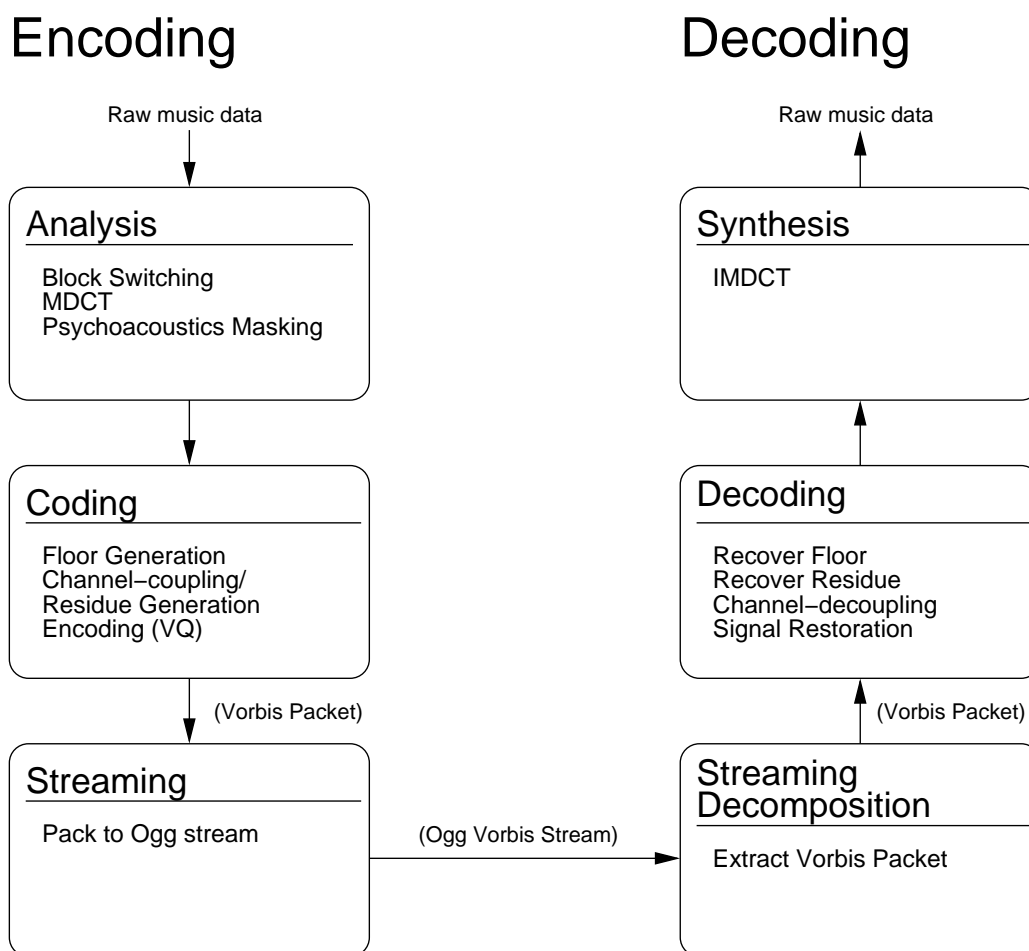 Encoding
Raw music data
Analysis
Block Switching
MDCT
Psychoacoustics Masking
Coding
Floor Generation
Channel−coupling/
Residue Generation
Encoding (VQ)
(Vorbis Packet)
Streaming
Pack to Ogg stream
(Ogg Vorbis Stream)
Decoding
Raw music data
Synthesis
IMDCT
Decoding
Recover Floor
Recover Residue
Channel−decoupling
Signal Restoration
(Vorbis Packet)
Streaming
Decomposition
Extract Vorbis Packet